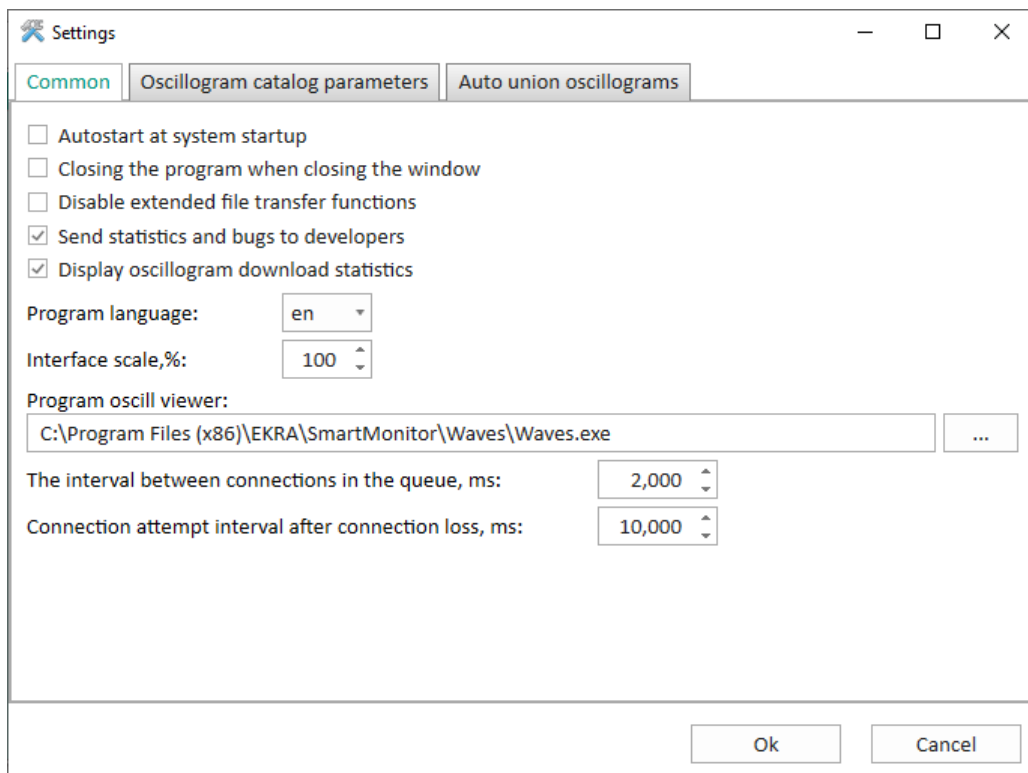 Settings
Common Oscillogram catalog parameters Auto union oscillograms
Autostart at system startup
Closing the program when closing the window
Disable extended file transfer functions
Send statistics and bugs to developers
Display oscillogram download statistics
Program language: en
Interface scale,%: 100
Program oscill viewer:
C:\Program Files (x86)\EKRA\SmartMonitor\Waves\Waves.exe ...
The interval between connections in the queue, ms: 2,000
Connection attempt interval after connection loss, ms: 10,000
Ok Cancel